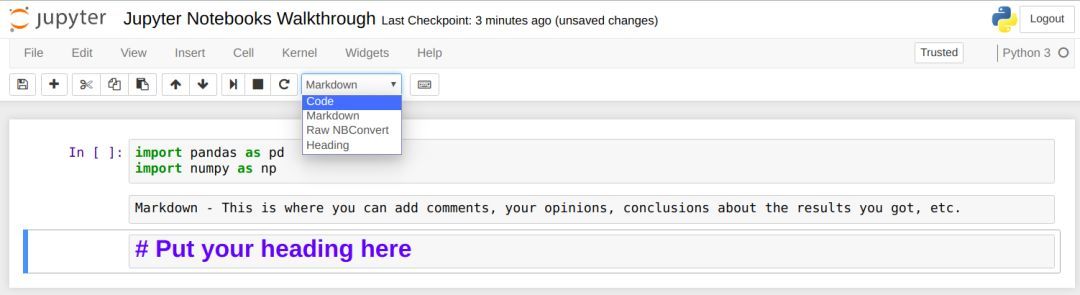 jupyter Jupyter Notebooks Walkthrough Last Checkpoint: 3 minutes ago (unsaved changes) Logout
File Edit View Insert Cell Kernel Widgets Help Trusted Python 3
Markdown
Code
Markdown
Raw NBConvert
Heading
In [ ]: import pandas as pd
import numpy as np
Markdown - This is where you can add comments, your opinions, conclusions about the results you got, etc.
# Put your heading here